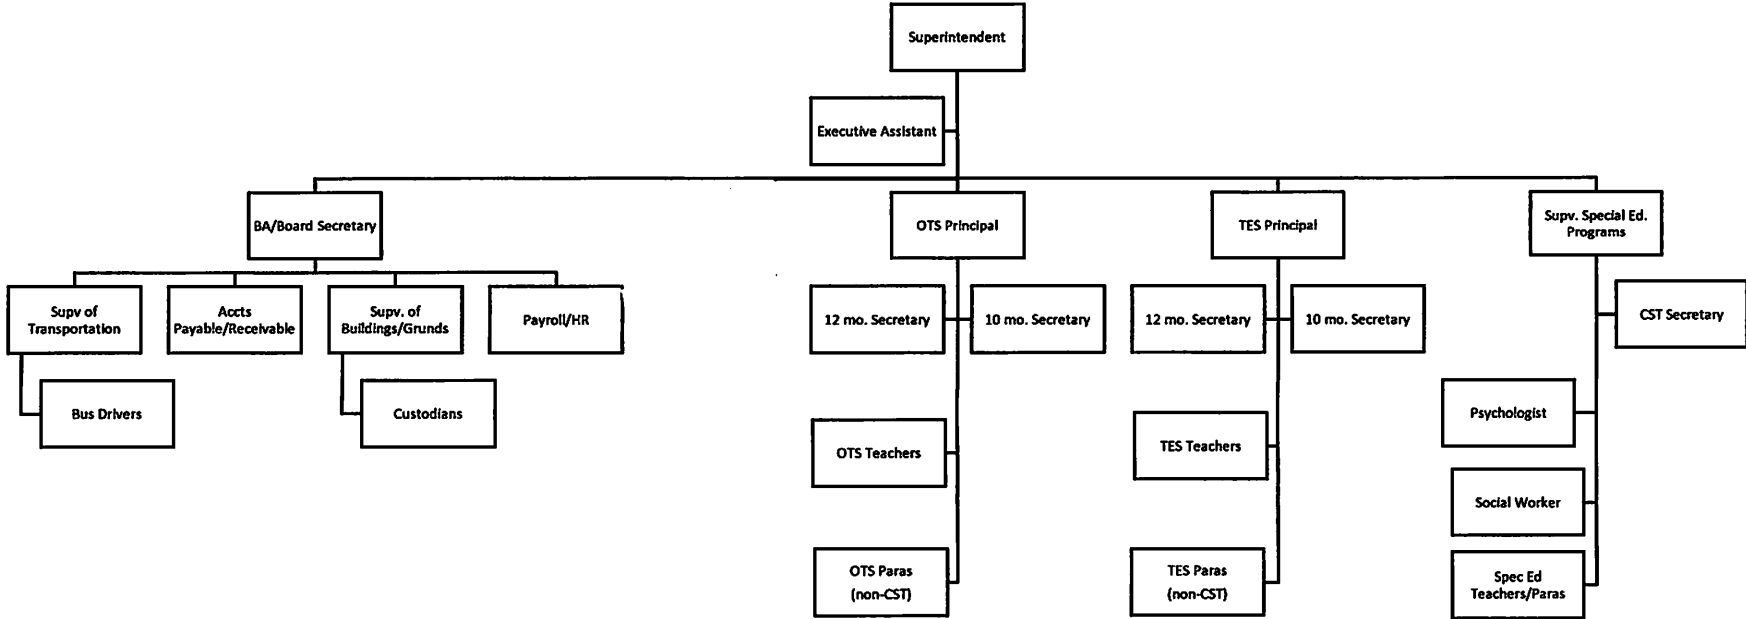 Superintendent
Executive Assistant
BA/Board Secretary
OTS Principal
TES Principal
Supv. Special Ed.
Programs
Supv of
Transportation
Accts
Payable/Receivable
Supv. of
Buildings/Grunds
Payroll/HR
12 mo. Secretary
10 mo. Secretary
12 mo. Secretary
10 mo. Secretary
CST Secretary
Bus Drivers
Custodians
Psychologist
OTS Teachers
TES Teachers
Social Worker
OTS Paras
(non-CST)
TES Paras
(non-CST)
Spec Ed
Teachers/Paras